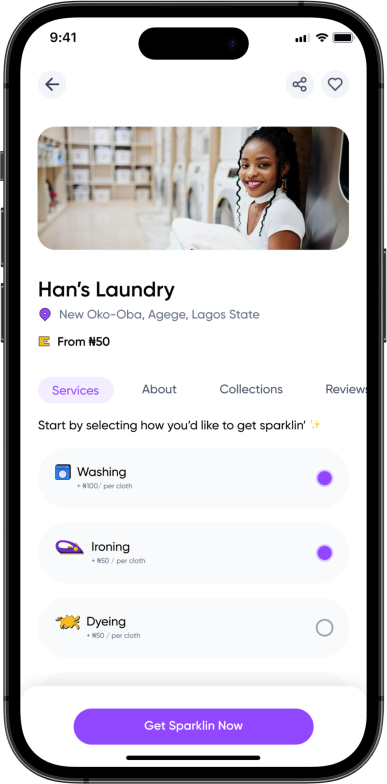 9:41
Han's Laundry
New Oko-Oba, Agege, Lagos State
From ₦50
Services About Collections Reviews
Start by selecting how you'd like to get sparklin' ✨
Washing
+ ₦100/ per cloth
Ironing
+ ₦50 / per cloth
Dyeing
+ ₦50 / per cloth
Get Sparklin Now